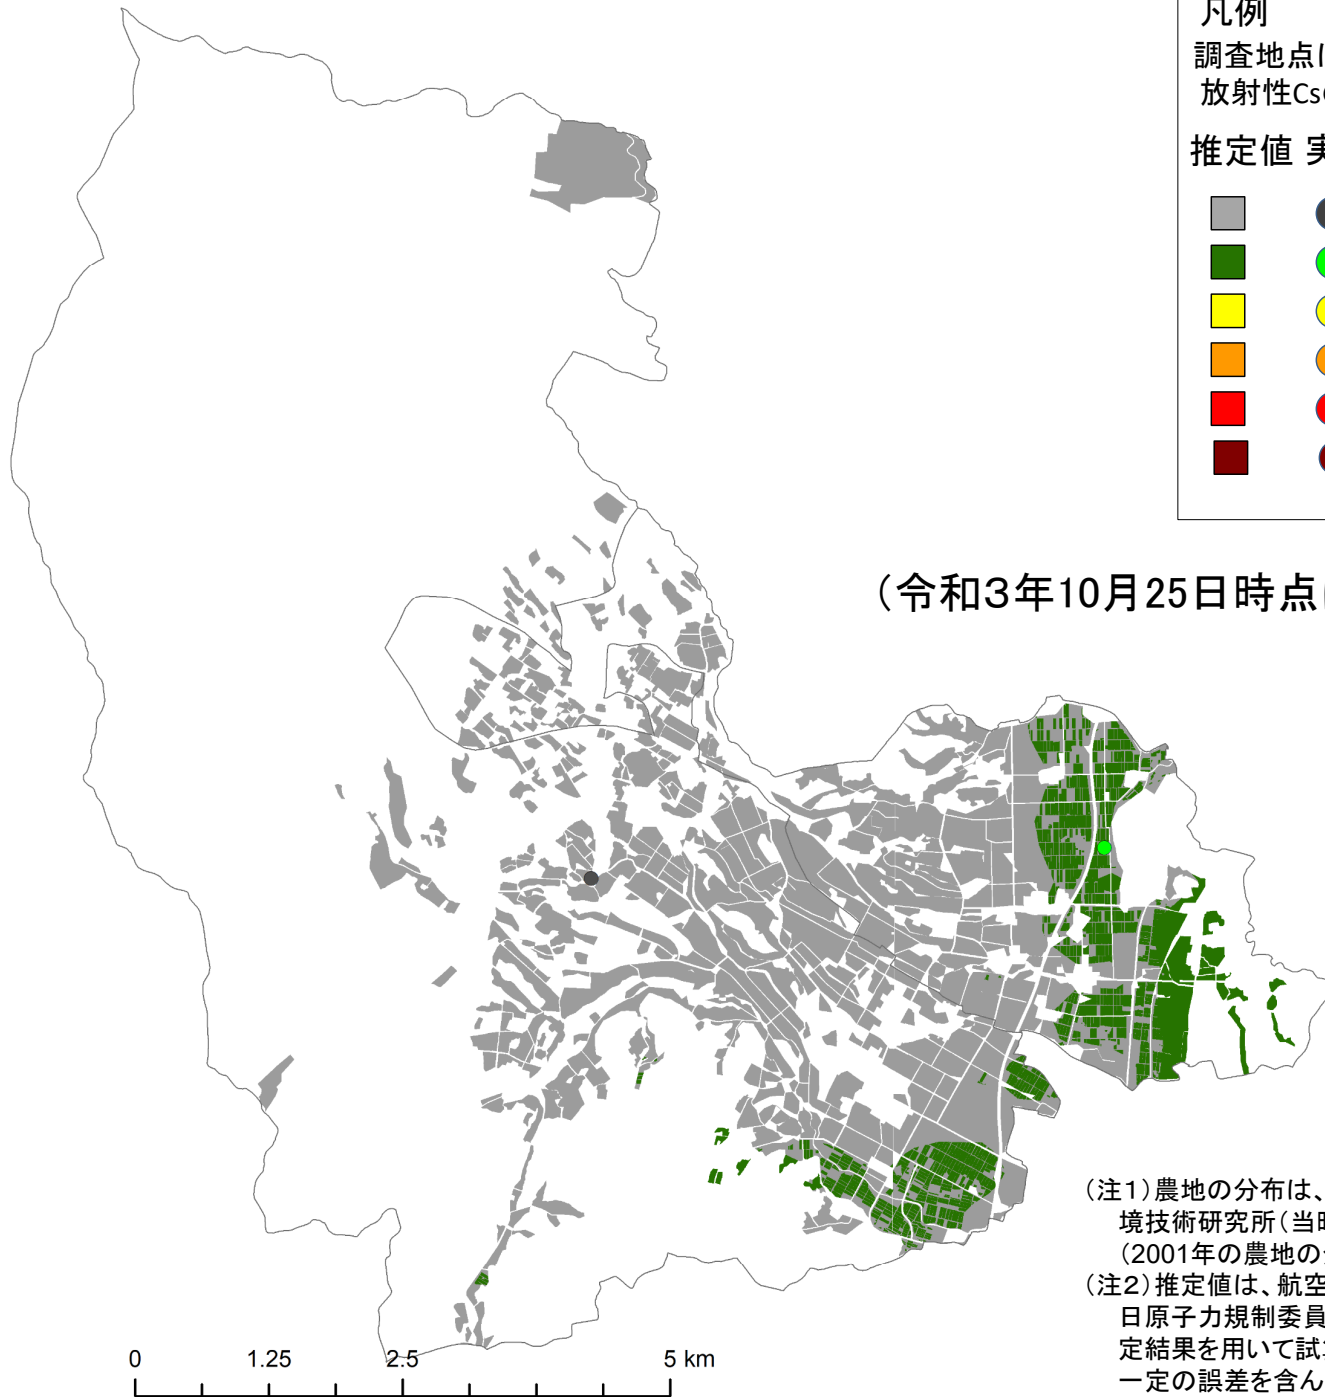 凡例
調査地点
放射性Cs
推定値 実
(令和3年10月25日時点
(注1)農地の分布は、
境技術研究所(当時
(2001年の農地の
(注2)推定値は、航空
日原子力規制委員
定結果を用いて試
一定の誤差を含ん
0 1.25 2.5 5 km